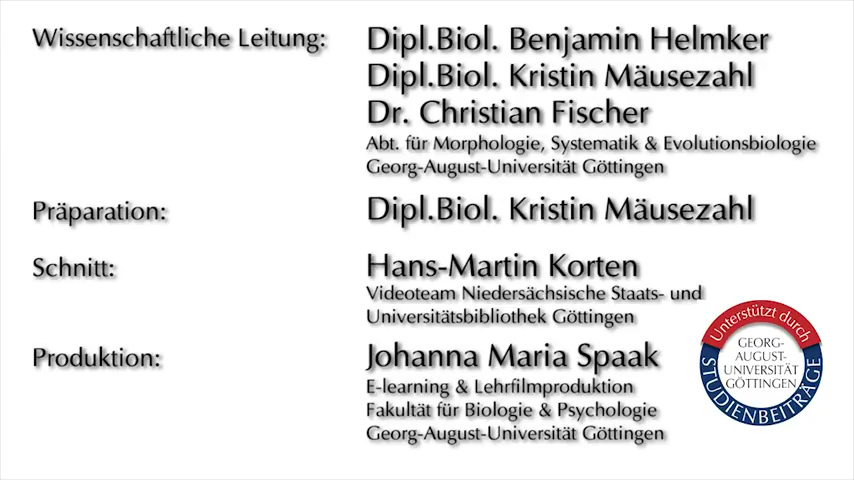 Wissenschaftliche Leitung: Dipl.Biol. Benjamin Helmker
Dipl.Biol. Kristin Mäusezahl
Dr. Christian Fischer
Abt. für Morphologie, Systematik & Evolutionsbiologie
Georg-August-Universität Göttingen
Präparation: Dipl.Biol. Kristin Mäusezahl
Schnitt: Hans-Martin Korten
Videoteam Niedersächsische Staats- und
Universitätsbibliothek Göttingen
Produktion: Johanna Maria Spaak
E-learning & Lehrfilmproduktion
Fakultät für Biologie & Psychologie
Georg-August-Universität Göttingen
Unterstützt durch
GEORG-
AUGUST-
UNIVERSITÄT
GÖTTINGEN
STUDIENBEITRÄGE